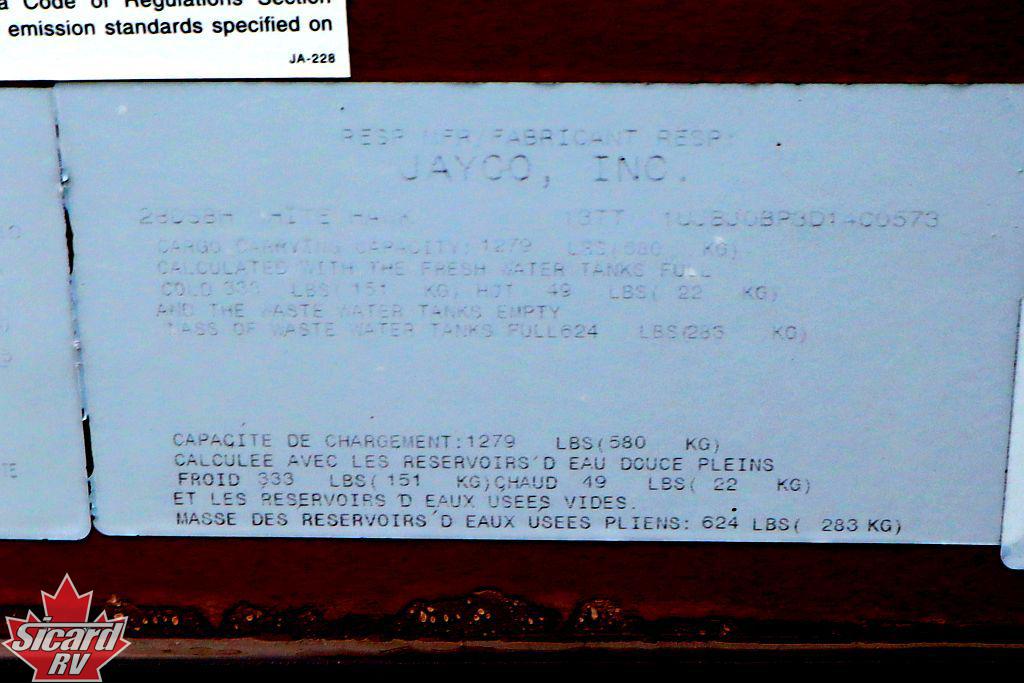 a Code of Regulations Section
emission standards specified on
JA-228
RESP MFR/FABRICANT RESP:
JAYCO, INC.
28DSBH WHITE HAWK 13TT 1UJBJ0BP3D14C0573
CARGO CARRYING CAPACITY:1279 LBS(580 KG)
CALCULATED WITH THE FRESH WATER TANKS FULL
COLD 333 LBS( 151 KG) HOT 49 LBS( 22 KG)
AND THE WASTE WATER TANKS EMPTY
MASS OF WASTE WATER TANKS FULL624 LBS(283 KG)
CAPACITE DE CHARGEMENT:1279 LBS(580 KG)
CALCULEE AVEC LES RESERVOIRS'D EAU DOUCE PLEINS
FROID 333 LBS( 151 KG)CHAUD 49 LBS( 22 KG)
ET LES RESERVOIRS'D EAUX USEES VIDES.
MASSE DES RESERVOIRS'D EAUX USEES PLIENS: 624 LBS( 283 KG)
Sicard
RV